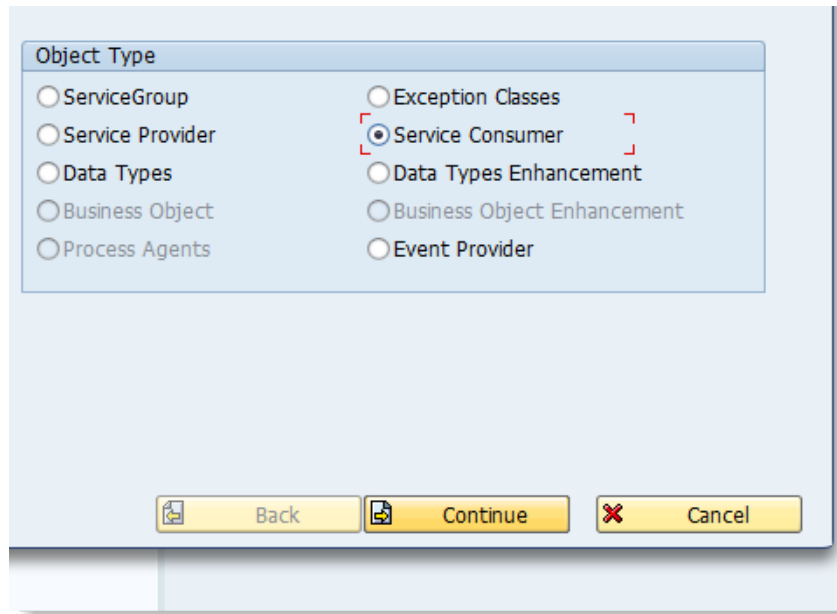 Object Type
ServiceGroup
Exception Classes
Service Provider
Service Consumer
Data Types
Data Types Enhancement
Business Object
Business Object Enhancement
Process Agents
Event Provider
Back
Continue
Cancel